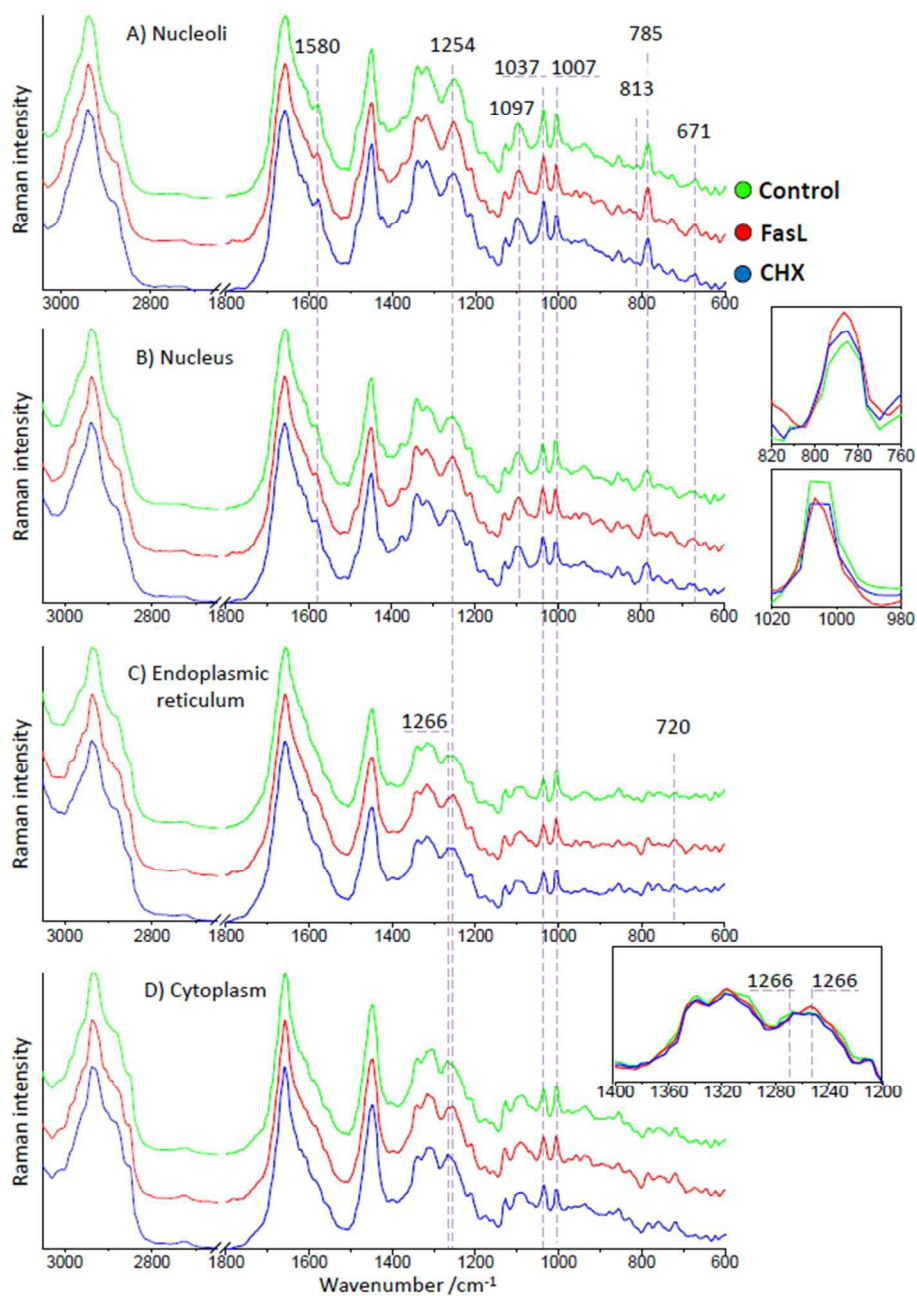 A) Nucleoli
1580
1254
1037
1007
785
1097
813
671
Raman intensity
Control
FasL
CHX
3000 2800 1800 1600 1400 1200 1000 800 600
B) Nucleus
Raman intensity
820 800 780 760
1020 1000 980
3000 2800 1800 1600 1400 1200 1000 800 600
C) Endoplasmic
reticulum
1266
720
Raman intensity
3000 2800 1800 1600 1400 1200 1000 800 600
D) Cytoplasm
1266 1266
1400 1360 1320 1280 1250 1200
Raman intensity
3000 2800 1800 1600 1400 1200 1000 800 600
Wavenumber /cm-1